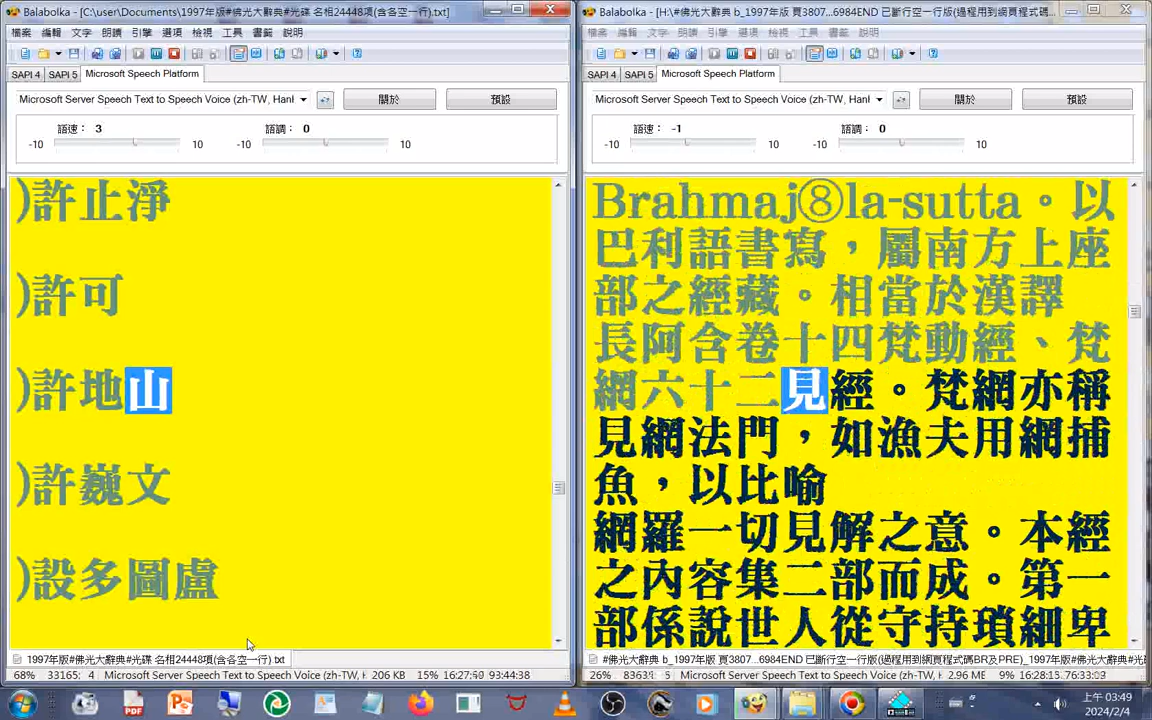 Balabolka - [C:\user\Documents\1997年版#佛光大辭典#光碟 名相24448項(含各空一行).txt]
檔案 編輯 文字 朗讀 引擎 選項 檢視 工具 書籤 說明
SAPI 4 SAPI 5 Microsoft Speech Platform
Microsoft Server Speech Text to Speech Voice (zh-TW, Hanl
關於
預設
語速： 3
語調： 0
-10 10 -10 10
)許止淨
)許可
)許地山
)許巍文
)設多圖盧
1997年版#佛光大辭典#光碟 名相24448項(含各空一行).txt
68% 33165: 4 Microsoft Server Speech Text to Speech Voice (zh-TW, H 206 KB 15% 16:27:50 93:44:38
Balabolka - [H:\#佛光大辭典 b_1997年版 頁3807...6984END 已斷行空一行版(過程用到網頁程式碼
檔案 編輯 文字 朗讀 引擎 選項 檢視 工具 書籤 說明
SAPI 4 SAPI 5 Microsoft Speech Platform
Microsoft Server Speech Text to Speech Voice (zh-TW, Hanl
關於
預設
語速： -1
語調： 0
-10 10 -10 10
Brahmaj⑧la-sutta。以
巴利語書寫，屬南方上座
部之經藏。相當於漢譯
長阿含卷十四梵動經、梵
網六十二見經。梵網亦稱
見網法門，如漁夫用網捕
魚，以比喻
網羅一切見解之意。本經
之內容集二部而成。第一
部係說世人從守持瑣細卑
#佛光大辭典 b_1997年版 頁3807...6984END 已斷行空一行版(過程用到網頁程式碼BR及PRE)_1997年版#佛光
26% Microsoft Server Speech Text to Speech Voice (zh-TW, H 2.96 ME 9%
上午 03:49
2024/2/4